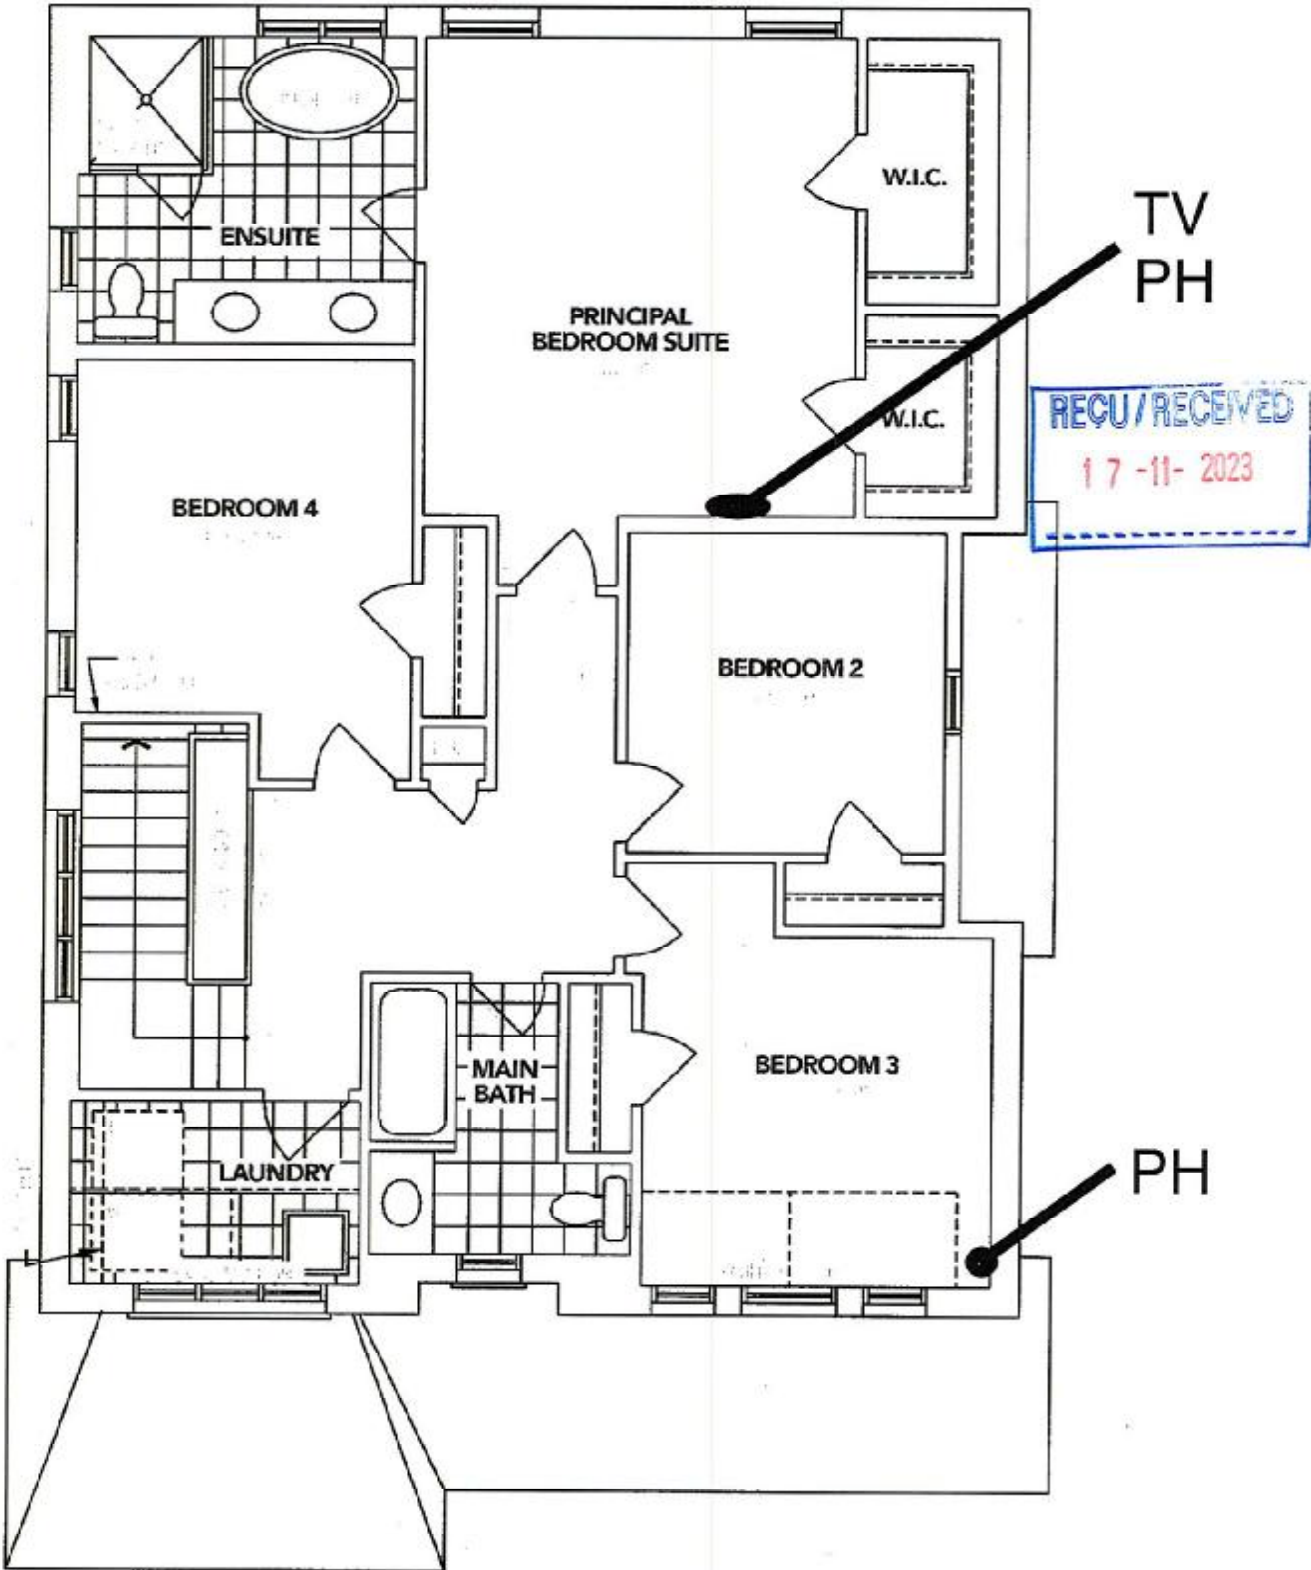 W.I.C.
TV
PH
ENSUITE
PRINCIPAL
BEDROOM SUITE
REÇU / RECEIVED
17 -11- 2023
W.I.C.
BEDROOM 4
BEDROOM 2
BEDROOM 3
MAIN
BATH
LAUNDRY
PH